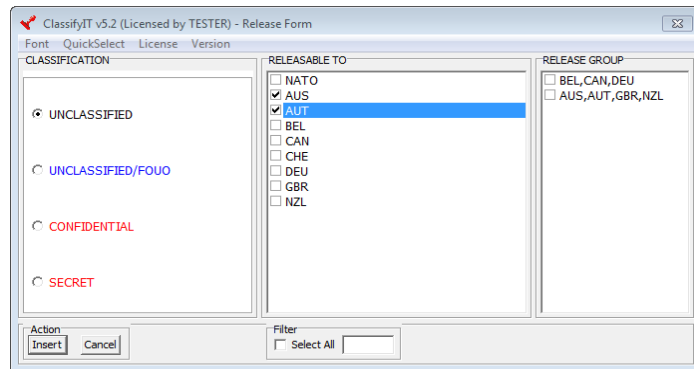 ClassifyIT v5.2 (Licensed by TESTER) - Release Form
Font QuickSelect License Version
CLASSIFICATION
UNCLASSIFIED
UNCLASSIFIED/FOUO
CONFIDENTIAL
SECRET
RELEASABLE TO
NATO
AUS
AUT
BEL
CAN
CHE
DEU
GBR
NZL
RELEASE GROUP
BEL,CAN,DEU
AUS,AUT,GBR,NZL
Action
Insert Cancel
Filter
Select All